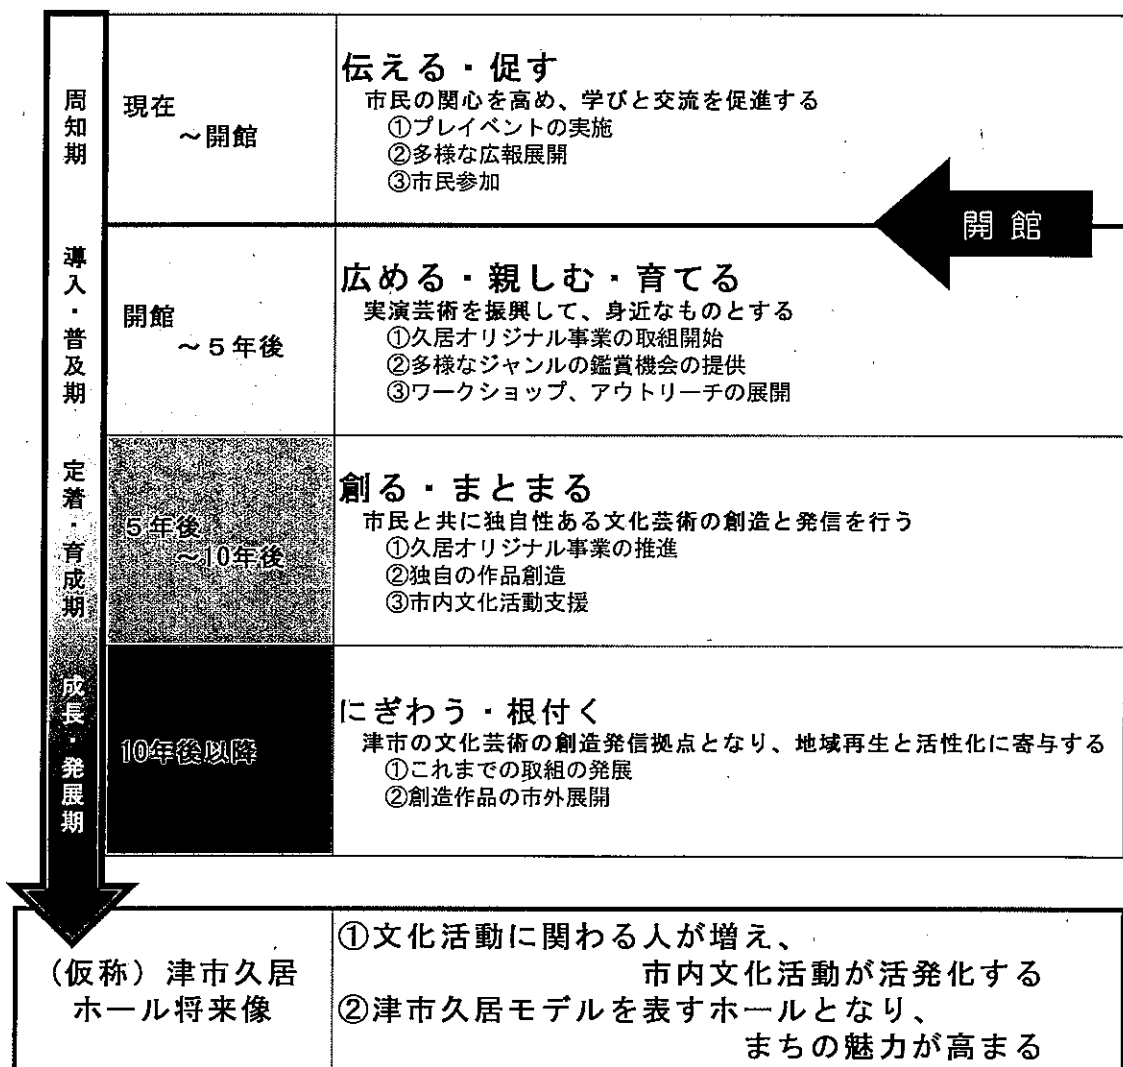 周知期
現在
～開館
伝える・促す
市民の関心を高め、学びと交流を促進する
①プレイベントの実施
②多様な広報展開
③市民参加
開館
導入・普及期
開館
～５年後
広める・親しむ・育てる
実演芸術を振興して、身近なものとする
①久居オリジナル事業の取組開始
②多様なジャンルの鑑賞機会の提供
③ワークショップ、アウトリーチの展開
定着・育成期
５年後
～10年後
創る・まとまる
市民と共に独自性ある文化芸術の創造と発信を行う
①久居オリジナル事業の推進
②独自の作品創造
③市内文化活動支援
成長・発展期
10年後以降
にぎわう・根付く
津市の文化芸術の創造発信拠点となり、地域再生と活性化に寄与する
①これまでの取組の発展
②創造作品の市外展開
（仮称）津市久居
ホール将来像
①文化活動に関わる人が増え、
市内文化活動が活発化する
②津市久居モデルを表すホールとなり、
まちの魅力が高まる